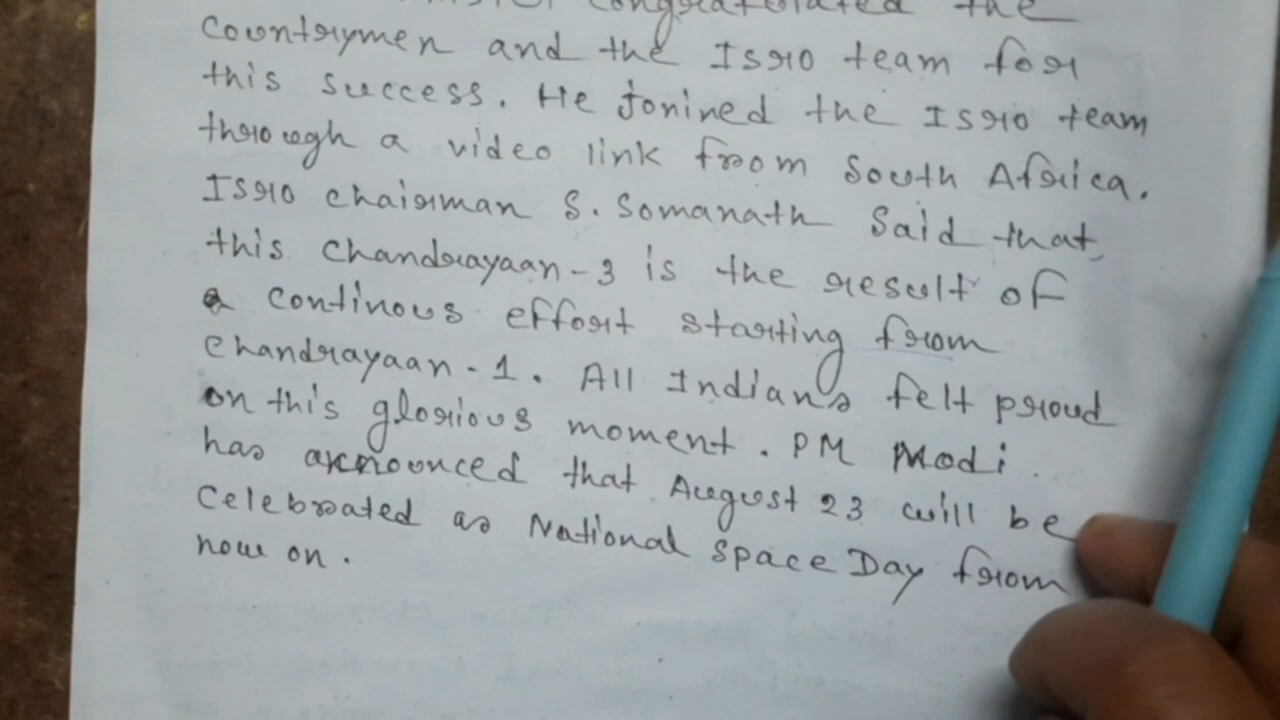 congratulated the
countrymen and the Isro team for
this success. He jonined the Isro team
through a video link from South Africa.
Isro chairman S. Somanath Said that
this Chandrayaan-3 is the result of
a continous effort starting from
chandrayaan-1. All Indians felt proud
on this glorious moment. PM Modi
has announced that August 23 will be
Celebrated as National Space Day from
now on.